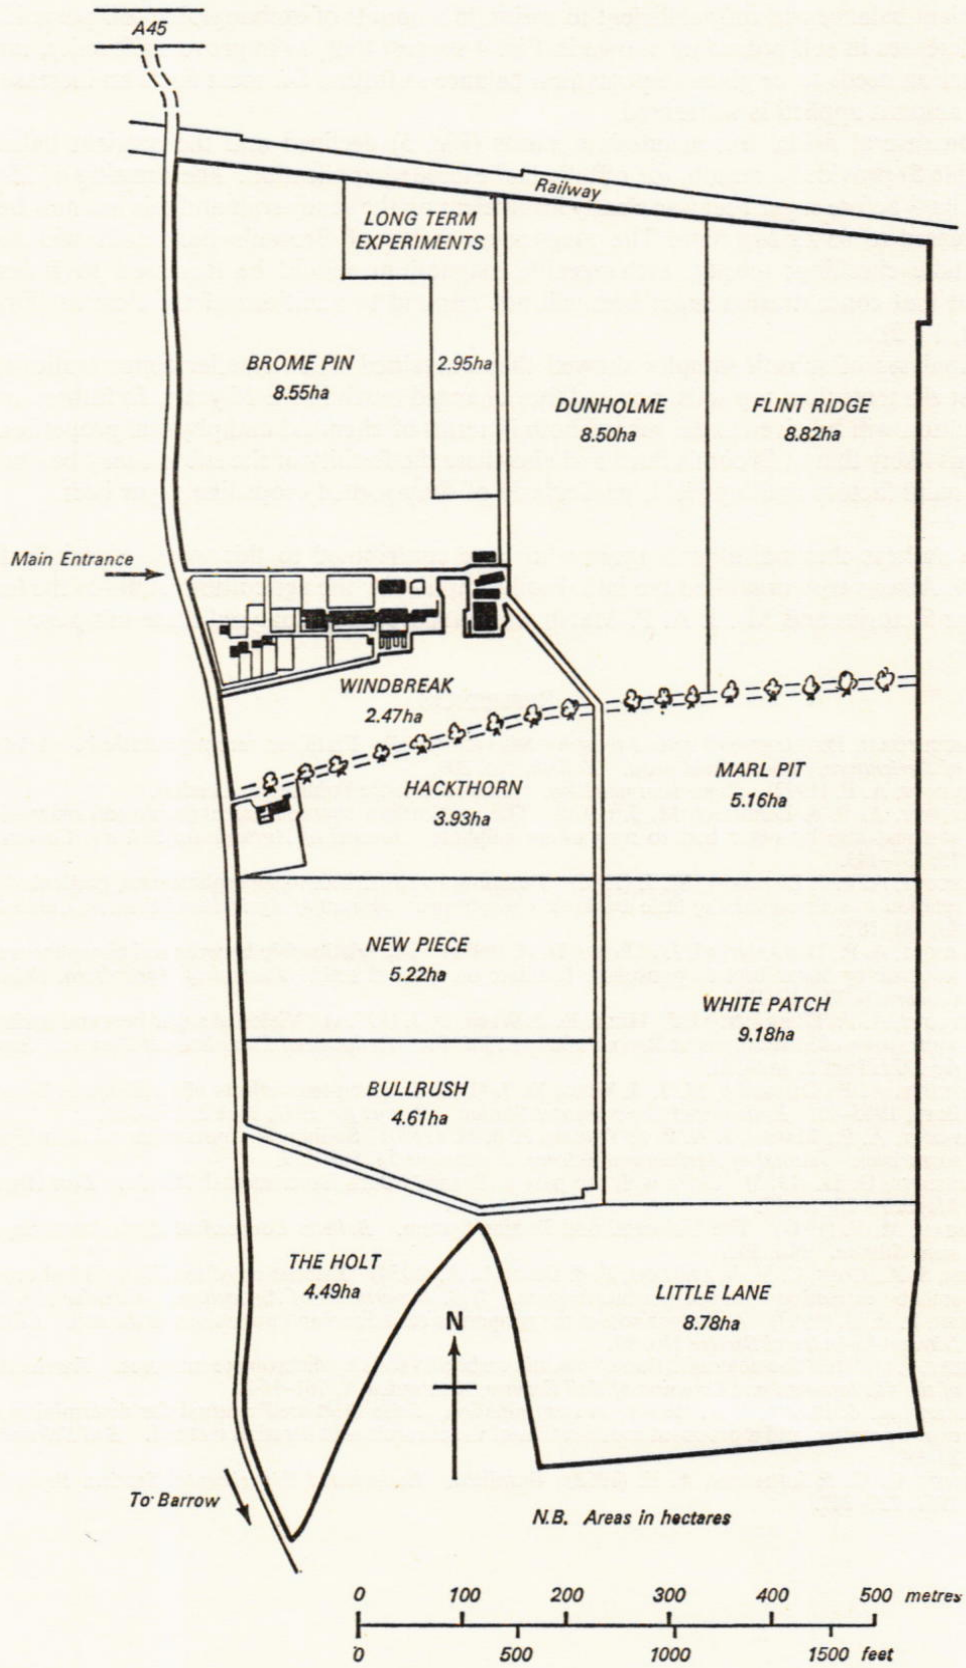 A45
Railway
LONG TERM
EXPERIMENTS
BROME PIN
8.55ha
2.95ha
DUNHOLME
8.50ha
FLINT RIDGE
8.82ha
Main Entrance
WINDBREAK
2.47ha
HACKTHORN
3.93ha
MARL PIT
5.16ha
NEW PIECE
5.22ha
WHITE PATCH
9.18ha
BULLRUSH
4.61ha
THE HOLT
4.49ha
LITTLE LANE
8.78ha
N
To Barrow
N.B. Areas in hectares
0 100 200 300 400 500 metres
0 500 1000 1500 feet